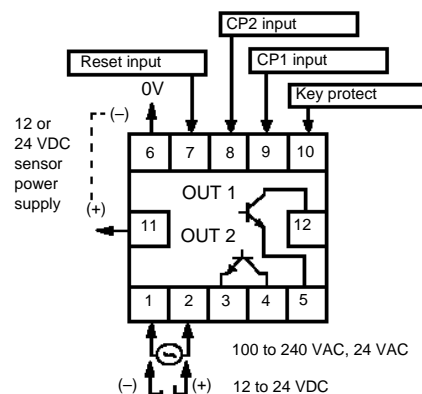 CP2 input
Reset input
CP1 input
0V
Key protect
12 or
24 VDC
sensor
power
supply
(–)
(+)
6 7 8 9 10
OUT 1
11
12
OUT 2
1 2 3 4 5
100 to 240 VAC, 24 VAC
(–) (+) 12 to 24 VDC